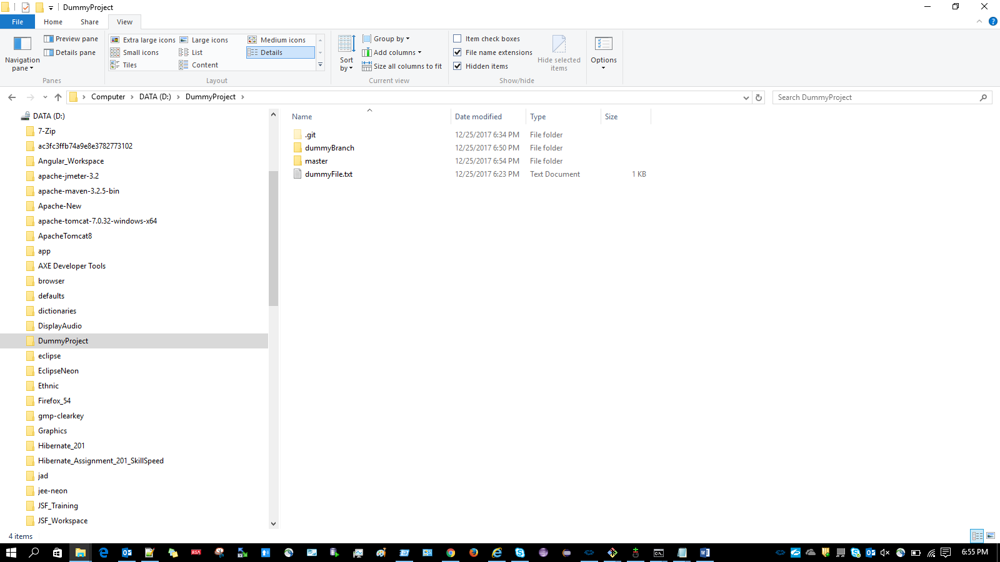 DummyProject
File Home Share View
Navigation pane
Preview pane
Details pane
Panes
Extra large icons Large icons Medium icons
Small icons List Details
Tiles Content
Layout
Sort by
Group by
Add columns
Size all columns to fit
Current view
Item check boxes
File name extensions
Hidden items
Hide selected items
Show/hide
Options
Computer DATA (D:) DummyProject
Search DummyProject
DATA (D:)
7-Zip
ac3fc3ffb74a9e8e3782773102
Angular_Workspace
apache-jmeter-3.2
apache-maven-3.2.5-bin
Apache-New
apache-tomcat-7.0.32-windows-x64
ApacheTomcat8
app
AXE Developer Tools
browser
defaults
dictionaries
DisplayAudio
DummyProject
eclipse
EclipseNeon
Ethnic
Firefox_54
gmp-clearkey
Graphics
Hibernate_201
Hibernate_Assignment_201_SkillSpeed
jad
jee-neon
JSF_Training
JSF_Workspace
Name Date modified Type Size
.git 12/25/2017 6:34 PM File folder
dummyBranch 12/25/2017 6:50 PM File folder
master 12/25/2017 6:54 PM File folder
dummyFile.txt 12/25/2017 6:23 PM Text Document 1 KB
4 items
RSA
6:55 PM